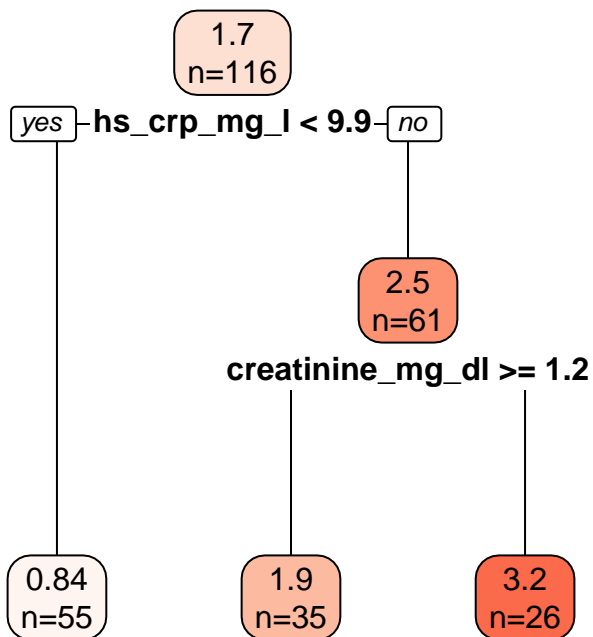 1.7
n=116
yes hs_crp_mg_l < 9.9 no
2.5
n=61
creatinine_mg_dl >= 1.2
0.84
n=55
1.9
n=35
3.2
n=26